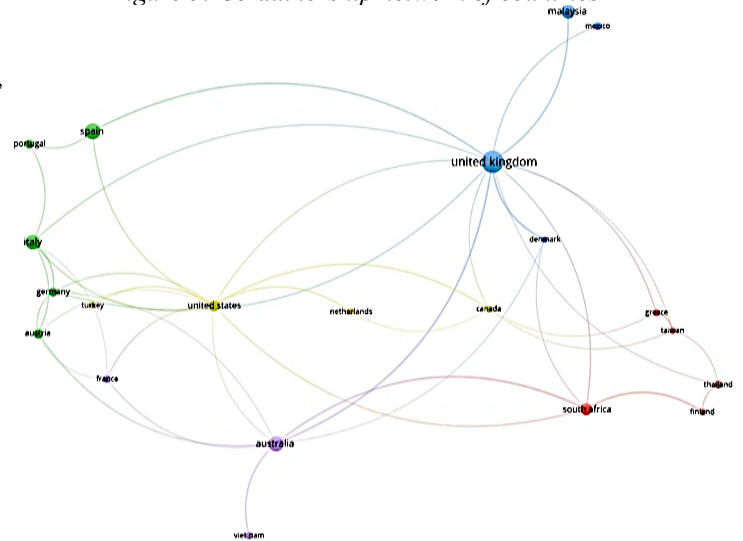 malaysia
mexico
spain
portugal
united kingdom
italy
denmark
germany
turkey
united states
netherlands
canada
greece
taiwan
austria
france
thailand
south africa
finland
australia
viet nam